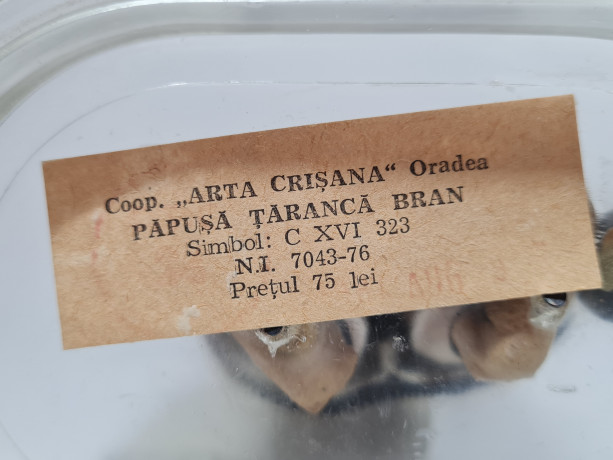 Coop. „ARTA CRIȘANA“ Oradea
PĂPUȘĂ ȚĂRANCĂ BRAN
Simbol: C XVI 323
N.I. 7043-76
Prețul 75 lei